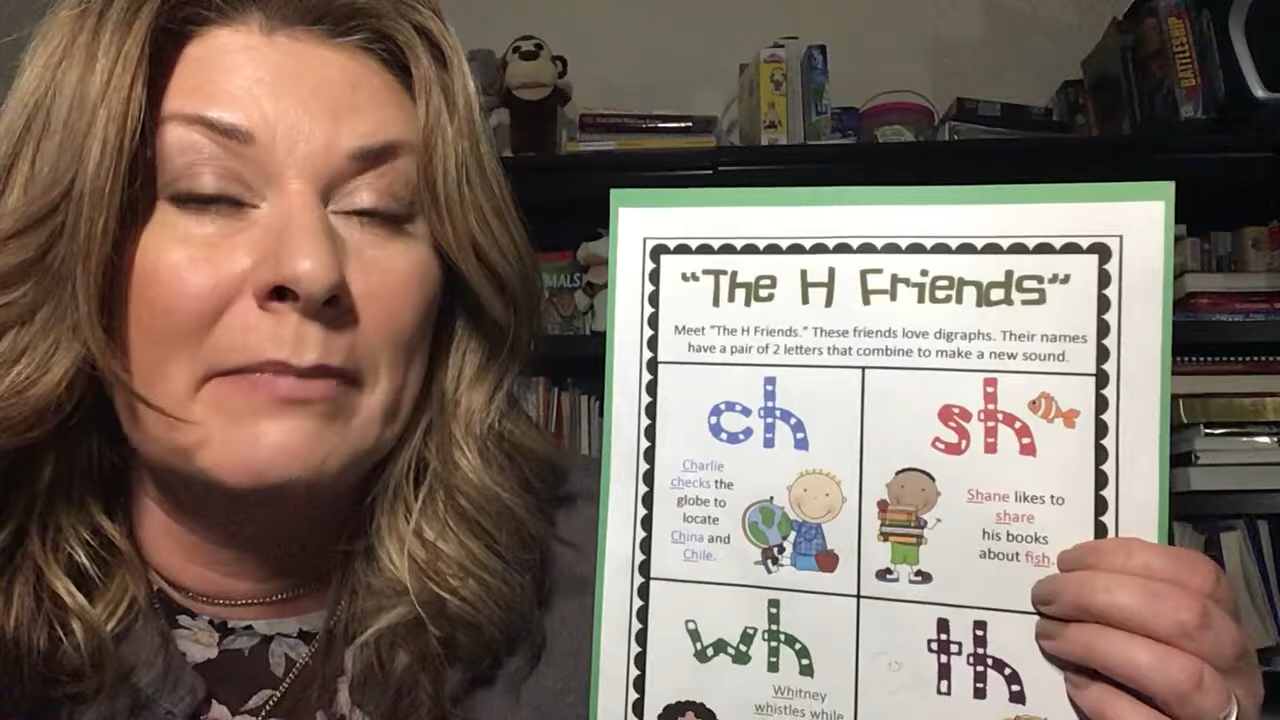 BATTLESHIP
MALS
“The H Friends”
Meet “The H Friends.” These friends love digraphs. Their names
have a pair of 2 letters that combine to make a new sound.
ch
Charlie
checks the
globe to
locate
China and
Chile.
sh
Shane likes to
share
his books
about fish.
wh
Whitney
whistles while
th